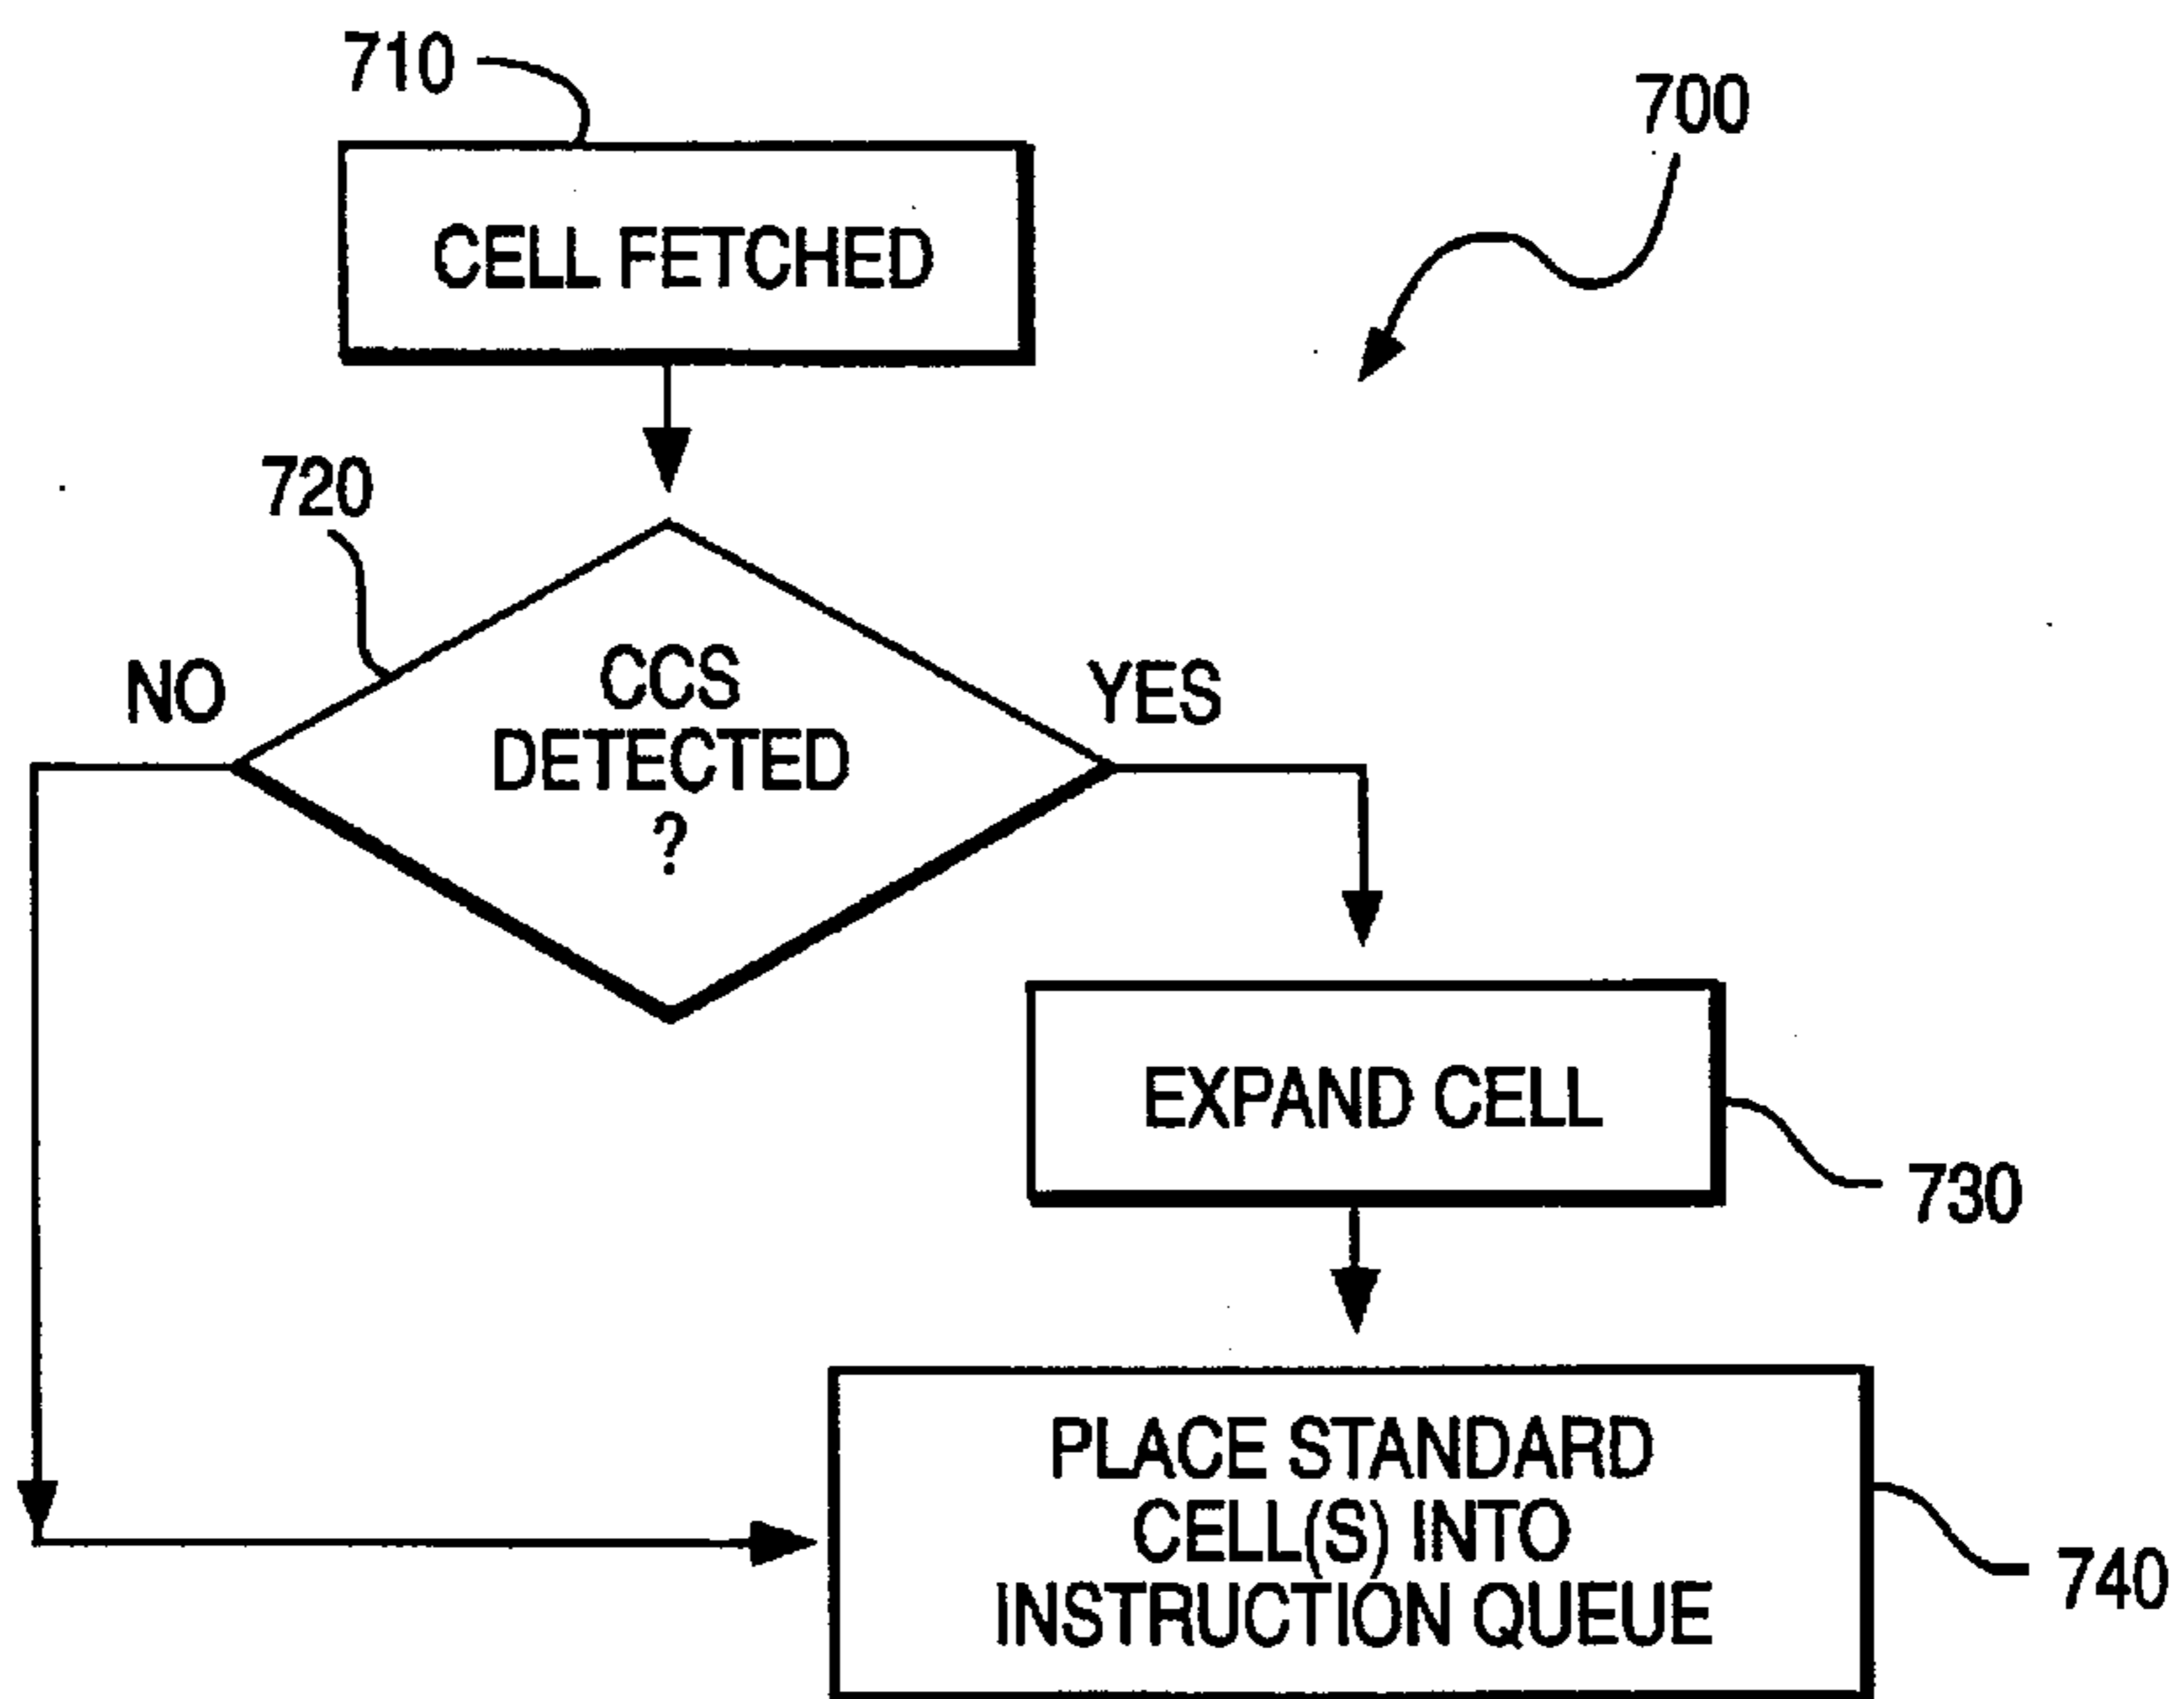 710
700
CELL FETCHED
720
NO
CCS
DETECTED
?
YES
EXPAND CELL
730
PLACE STANDARD
CELL(S) INTO
INSTRUCTION QUEUE
740